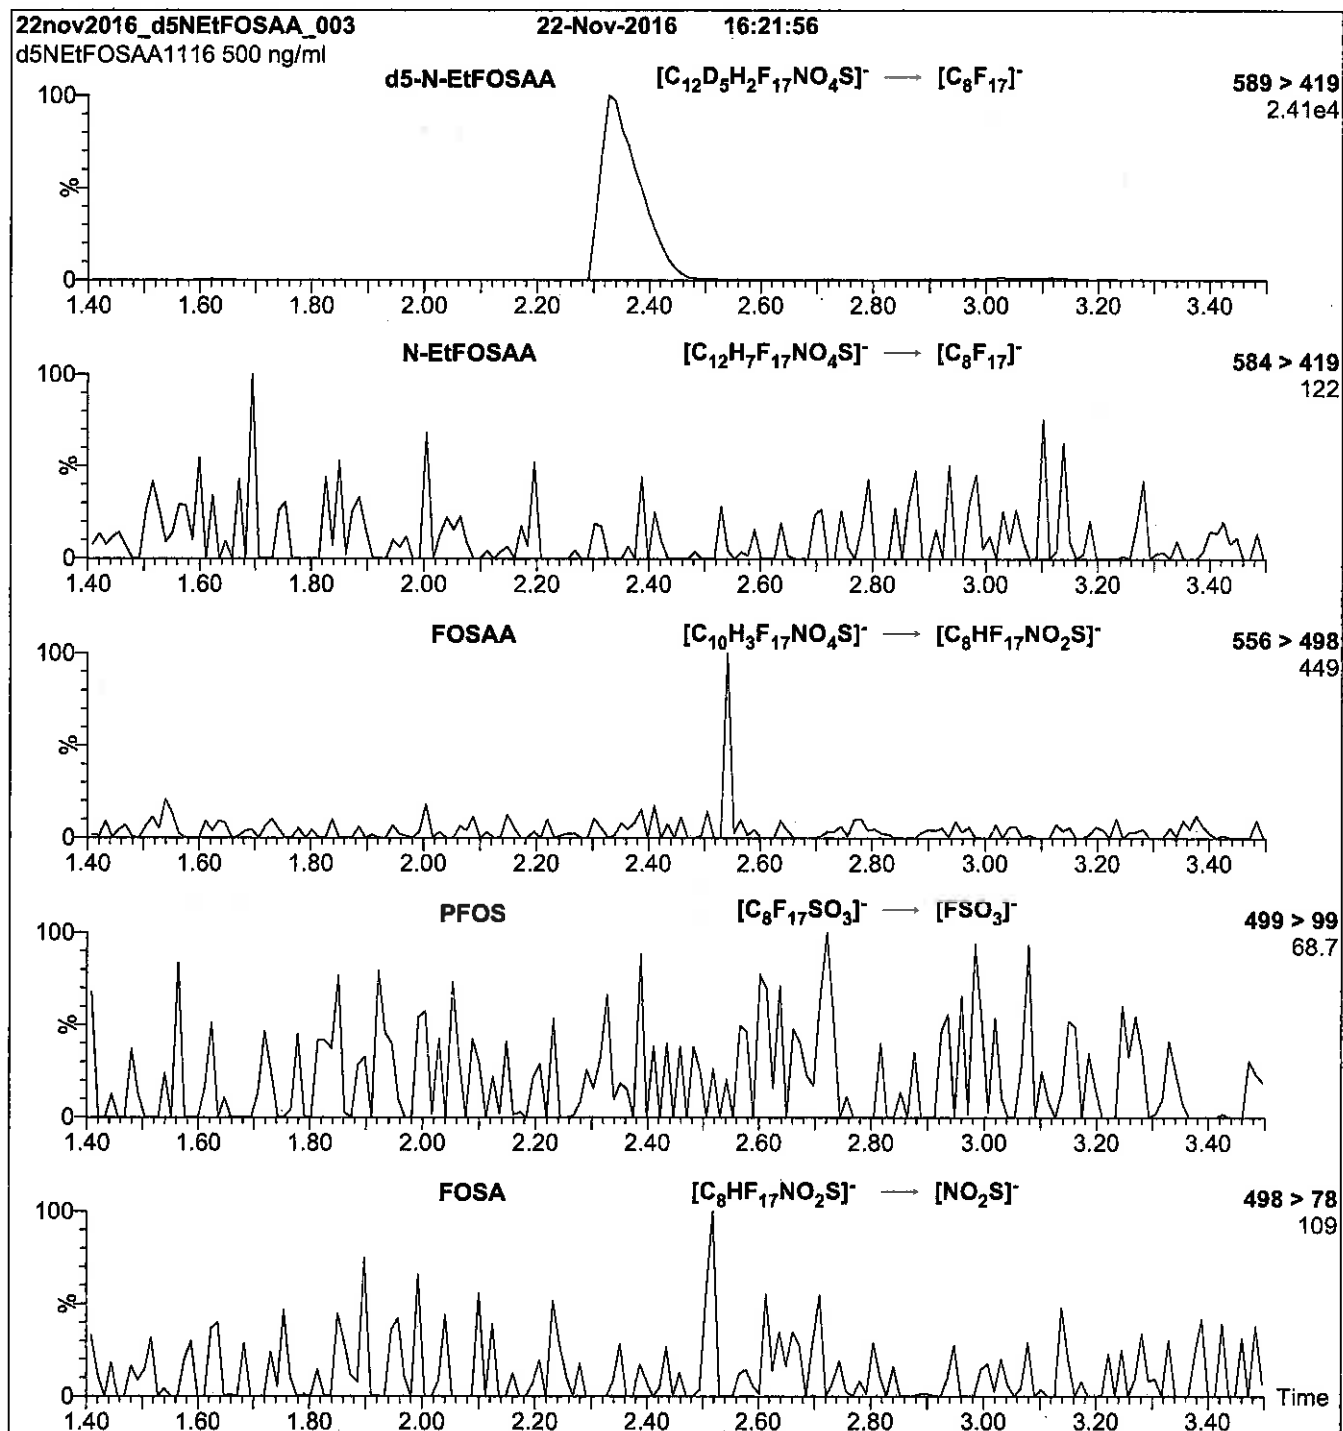 22nov2016_d5NEtFOSAA_003 22-Nov-2016 16:21:56
d5NEtFOSAA1116 500 ng/ml
d5-N-EtFOSAA [C₁₂D₅H₂F₁₇NO₄S]⁻ → [C₈F₁₇]⁻ 589 > 419
2.41e4
100
%
0
1.40 1.60 1.80 2.00 2.20 2.40 2.60 2.80 3.00 3.20 3.40
N-EtFOSAA [C₁₂H₇F₁₇NO₄S]⁻ → [C₈F₁₇]⁻ 584 > 419
122
100
%
0
1.40 1.60 1.80 2.00 2.20 2.40 2.60 2.80 3.00 3.20 3.40
FOSAA [C₁₀H₃F₁₇NO₄S]⁻ → [C₈HF₁₇NO₂S]⁻ 556 > 498
449
100
%
0
1.40 1.60 1.80 2.00 2.20 2.40 2.60 2.80 3.00 3.20 3.40
PFOS [C₈F₁₇SO₃]⁻ → [FSO₃]⁻ 499 > 99
68.7
100
%
0
1.40 1.60 1.80 2.00 2.20 2.40 2.60 2.80 3.00 3.20 3.40
FOSA [C₈HF₁₇NO₂S]⁻ → [NO₂S]⁻ 498 > 78
109
100
%
0
Time
1.40 1.60 1.80 2.00 2.20 2.40 2.60 2.80 3.00 3.20 3.40